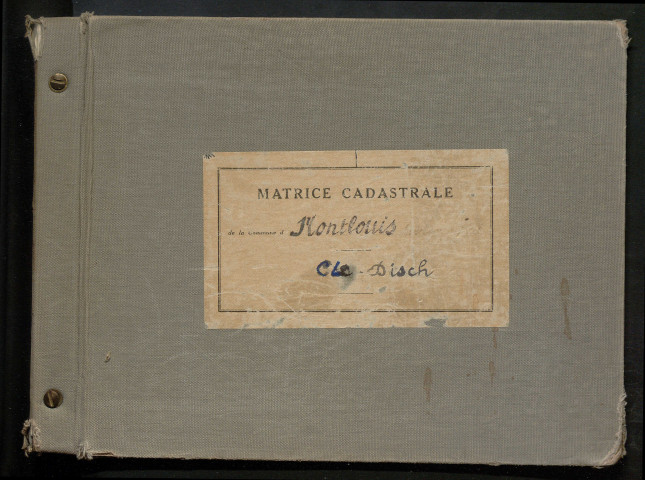 MATRICE CADASTRALE
de la Commune d Montlouis
Cle - Disch